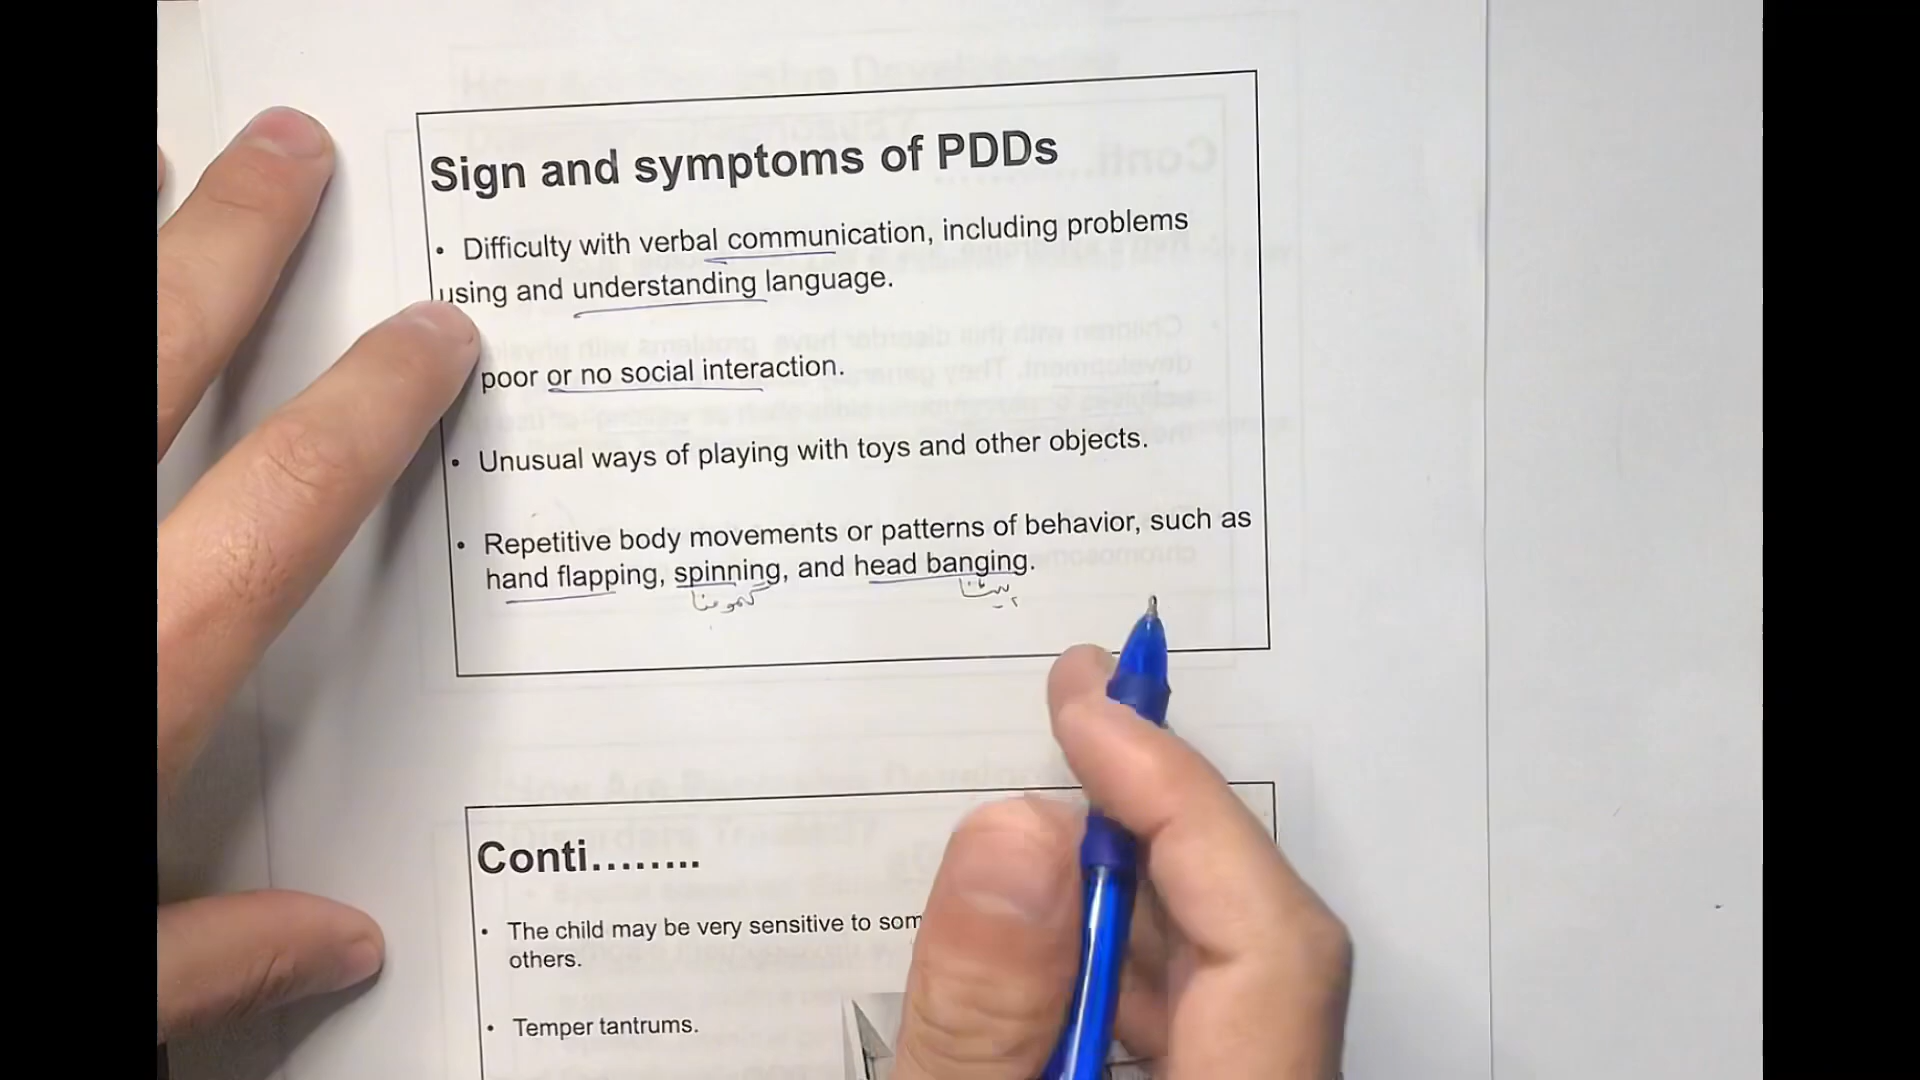 Sign and symptoms of PDDs
• Difficulty with verbal communication, including problems
using and understanding language.
poor or no social interaction.
• Unusual ways of playing with toys and other objects.
• Repetitive body movements or patterns of behavior, such as
hand flapping, spinning, and head banging.
گھومنا
Conti........
• The child may be very sensitive to som
others.
• Temper tantrums.